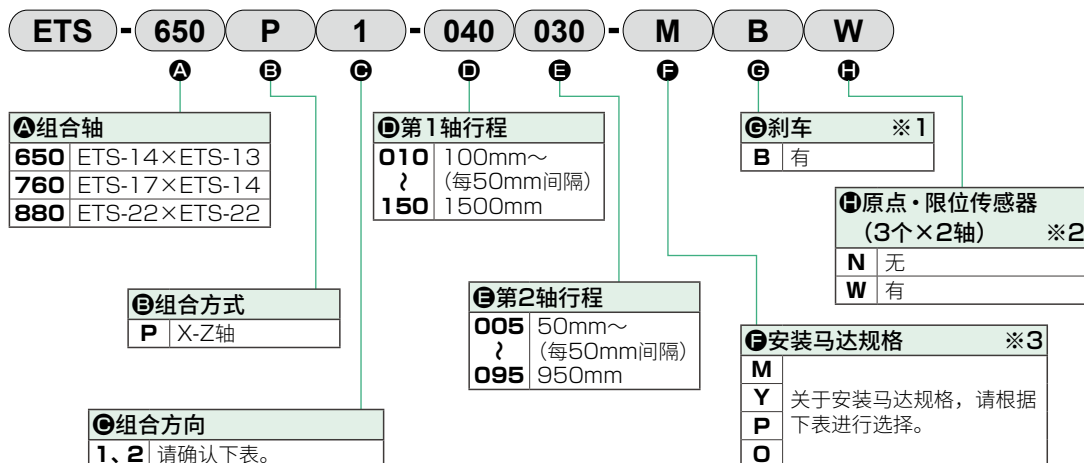 ETS-650P1-040030-MBW
A B C D E F G H
A组合轴
650 ETS-14×ETS-13
760 ETS-17×ETS-14
880 ETS-22×ETS-22
B组合方式
P X-Z轴
C组合方向
1、2 请确认下表。
D第1轴行程
010 100mm～
≀ （每50mm间隔）
150 1500mm
E第2轴行程
005 50mm～
≀ （每50mm间隔）
095 950mm
F安装马达规格 ※3
M
Y 关于安装马达规格，请根据
P 下表进行选择。
O
G刹车 ※1
B 有
H原点・限位传感器
（3个×2轴） ※2
N 无
W 有